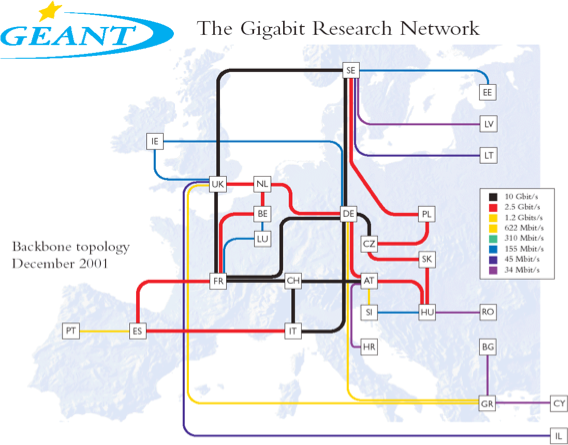 GEANT
The Gigabit Research Network
SE
EE
LV
LT
IE
UK
NL
BE
LU
DE
PL
CZ
SK
10 Gbit/s
2.5 Gbit/s
1.2 Gbits/s
622 Mbit/s
310 Mbit/s
155 Mbit/s
45 Mbit/s
34 Mbit/s
Backbone topology
December 2001
FR
CH
AT
PT
ES
IT
SI
HU
RO
HR
BG
GR
CY
IL